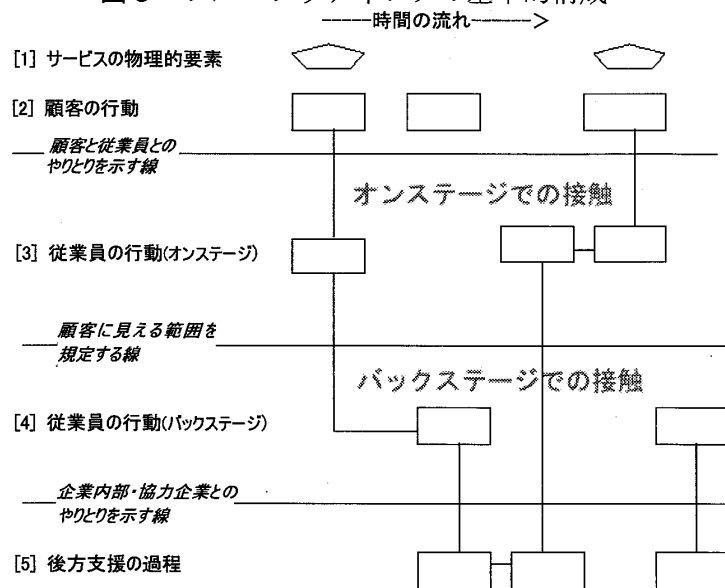 -----時間の流れ------>
[1] サービスの物理的要素
[2] 顧客の行動
顧客と従業員との
やりとりを示す線
オンステージでの接触
[3] 従業員の行動(オンステージ)
顧客に見える範囲を
規定する線
バックステージでの接触
[4] 従業員の行動(バックステージ)
企業内部・協力企業との
やりとりを示す線
[5] 後方支援の過程